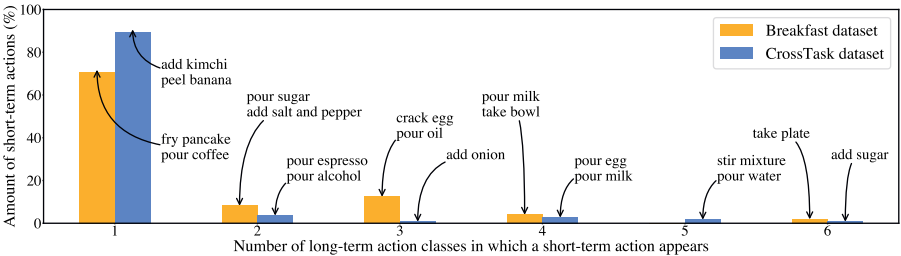 Amount of short-term actions (%)
100
80
60
40
20
0
Breakfast dataset
CrossTask dataset
add kimchi
peel banana
fry pancake
pour coffee
pour sugar
add salt and pepper
pour espresso
pour alcohol
crack egg
pour oil
add onion
pour milk
take bowl
pour egg
pour milk
stir mixture
pour water
take plate
add sugar
1 2 3 4 5 6
Number of long-term action classes in which a short-term action appears